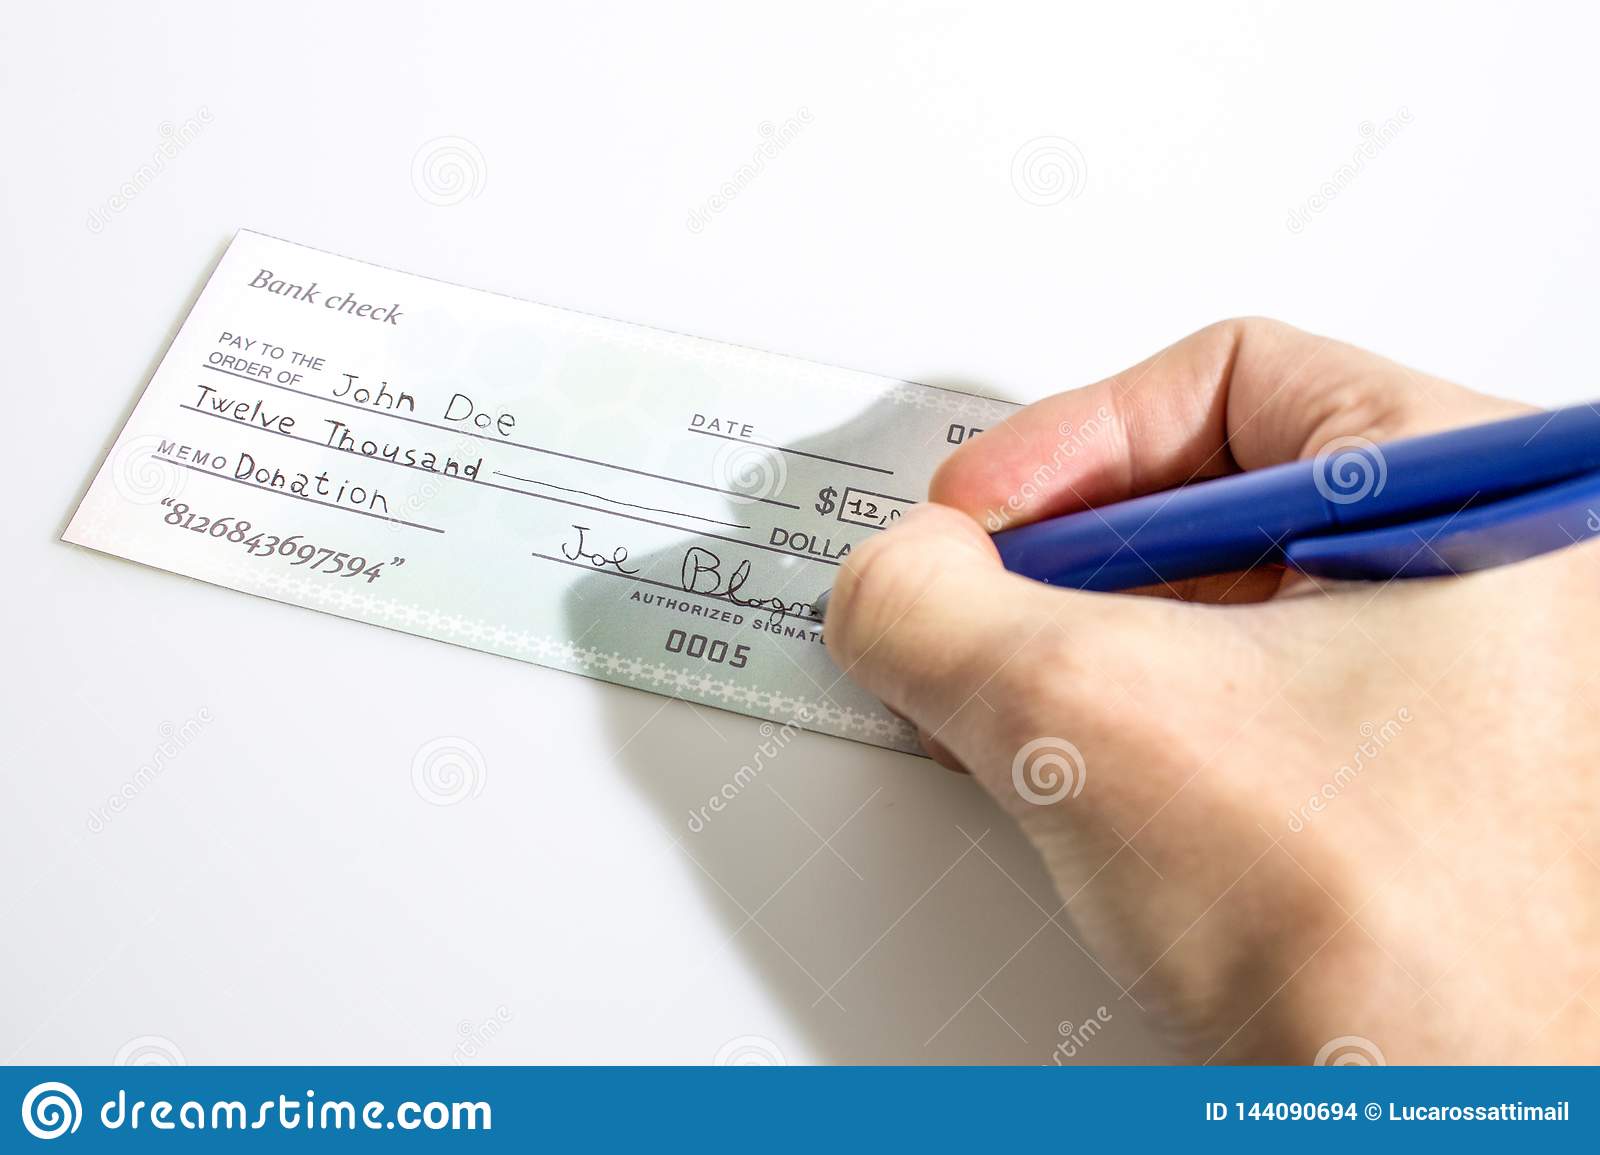 Bank check
PAY TO THE
ORDER OF John Doe
DATE
Twelve Thousand
$ 12,
MEMO Donation
Joe
AUTHORIZED
"8126843697594"
0005
dreamstime.com
ID 144090694 © Lucarossattimail